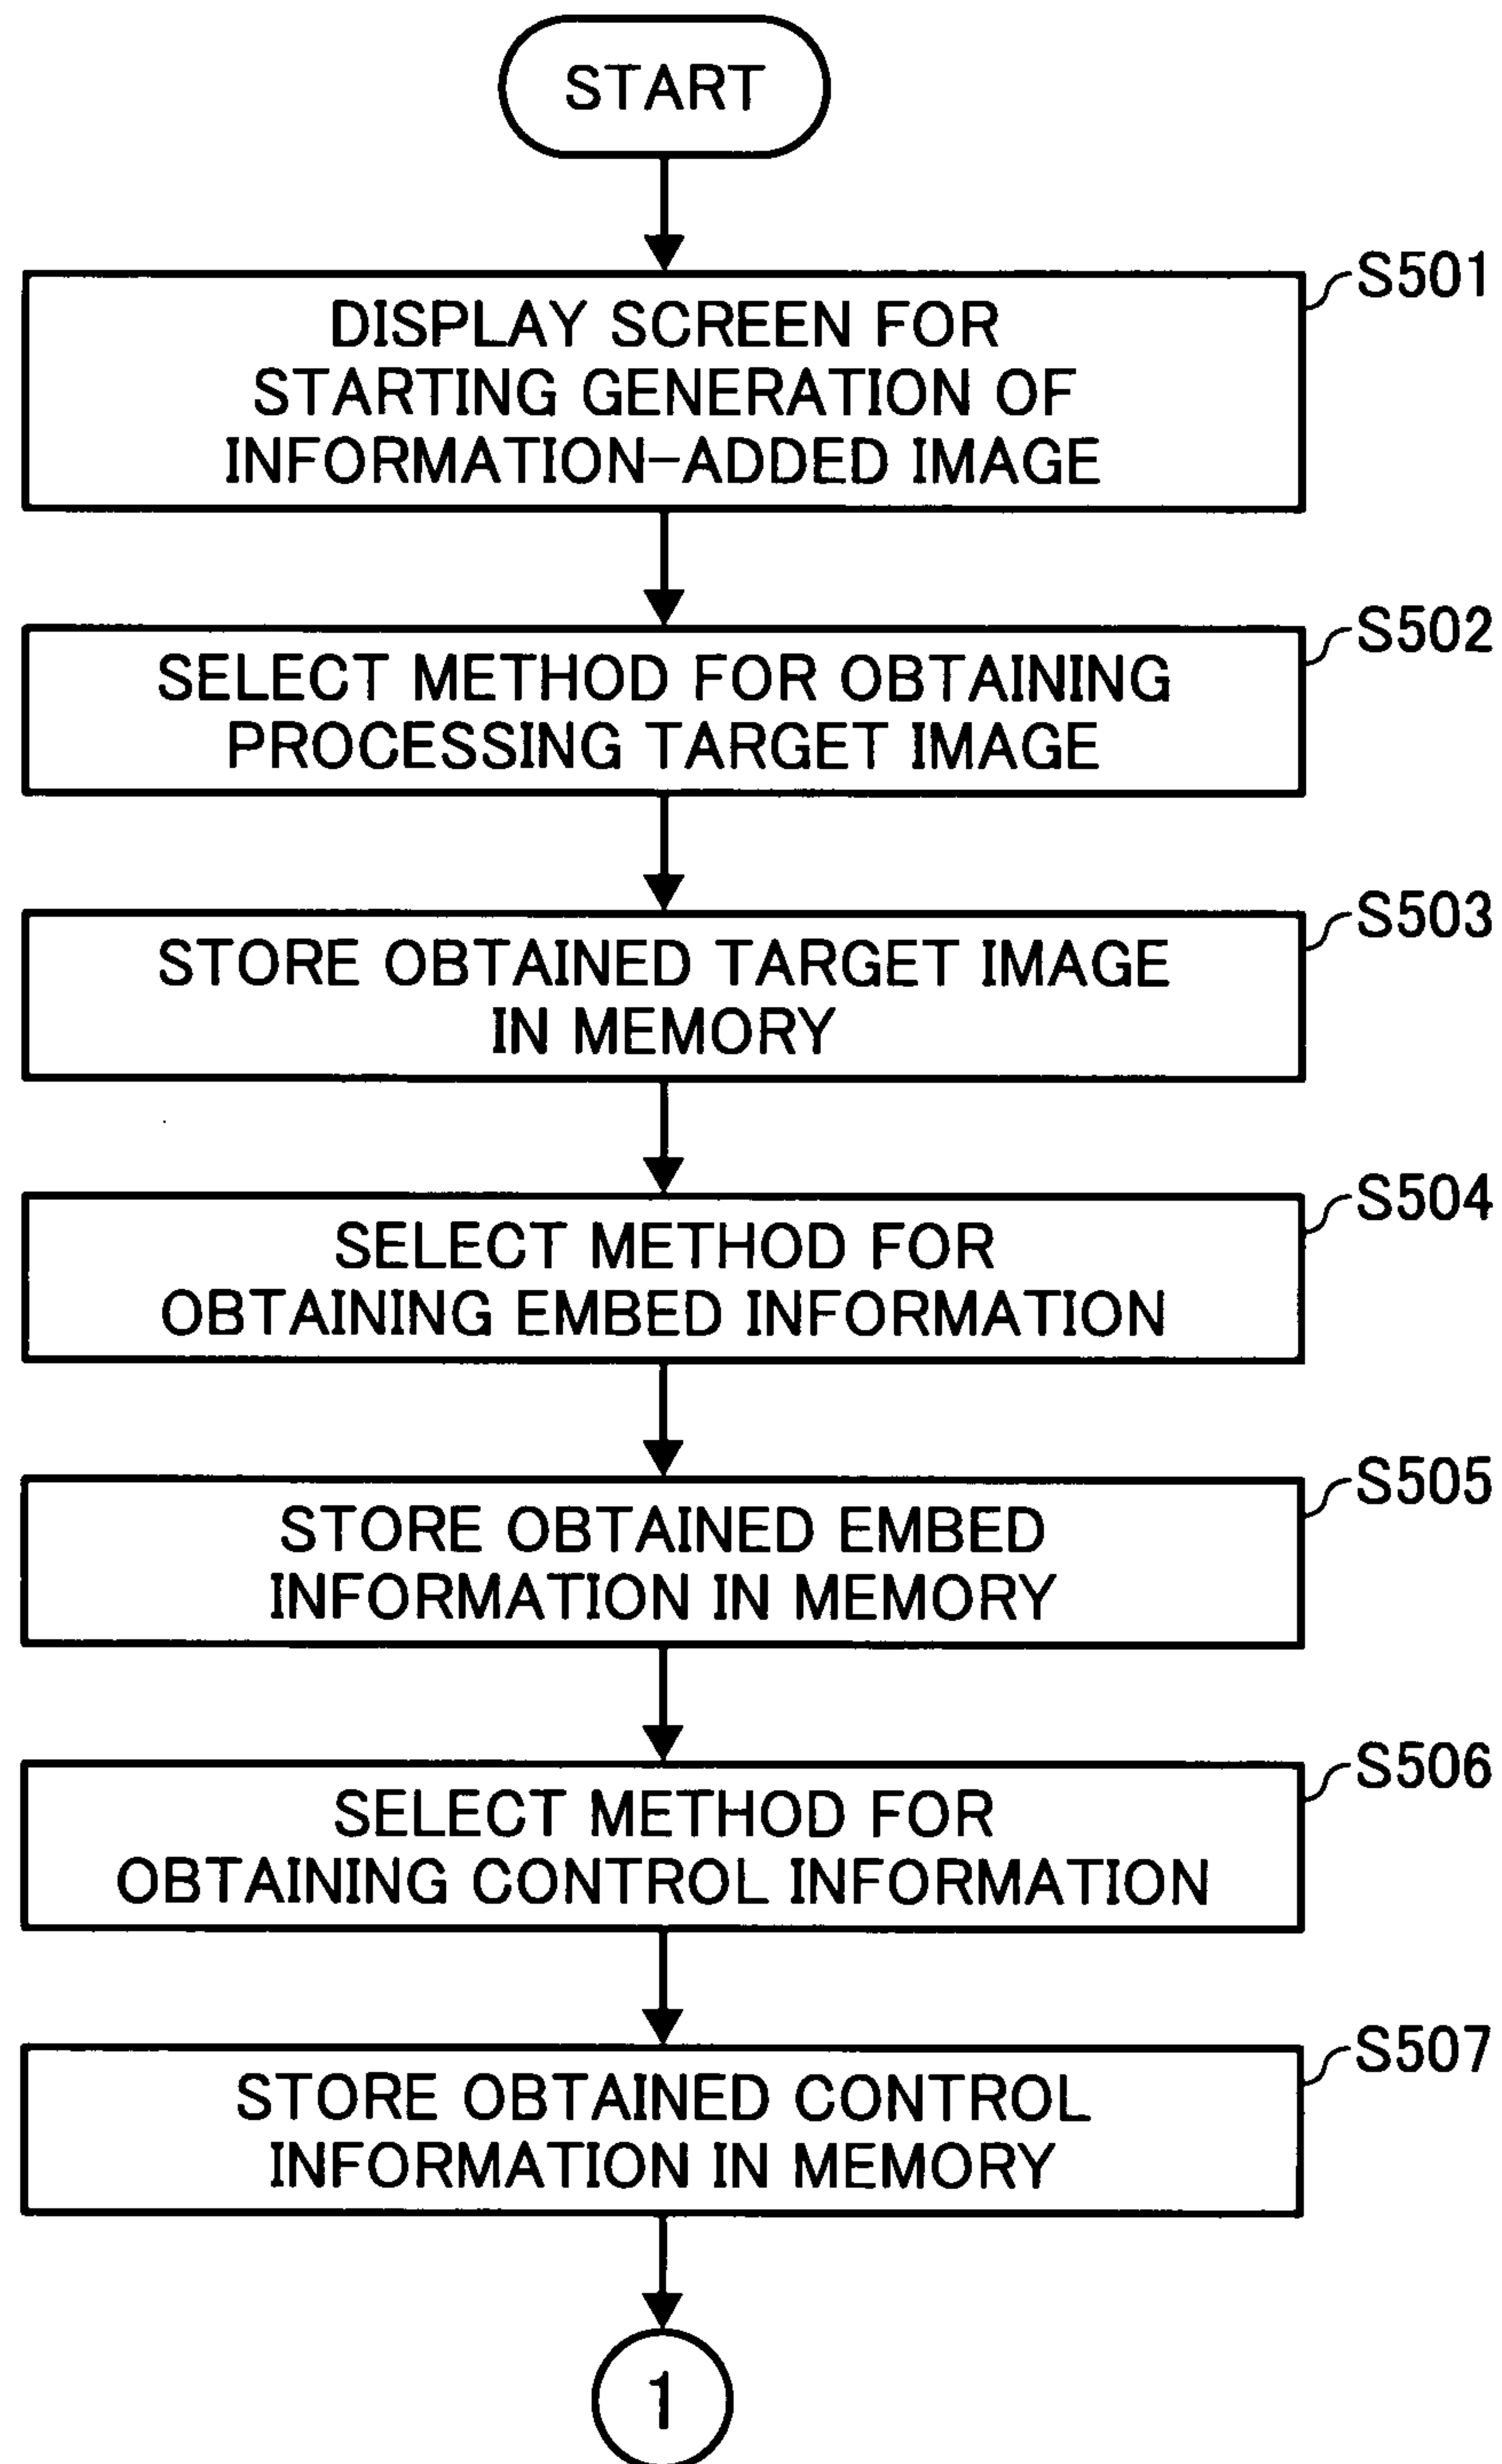 START
S501
DISPLAY SCREEN FOR
STARTING GENERATION OF
INFORMATION-ADDED IMAGE
S502
SELECT METHOD FOR OBTAINING
PROCESSING TARGET IMAGE
S503
STORE OBTAINED TARGET IMAGE
IN MEMORY
S504
SELECT METHOD FOR
OBTAINING EMBED INFORMATION
S505
STORE OBTAINED EMBED
INFORMATION IN MEMORY
S506
SELECT METHOD FOR
OBTAINING CONTROL INFORMATION
S507
STORE OBTAINED CONTROL
INFORMATION IN MEMORY
1